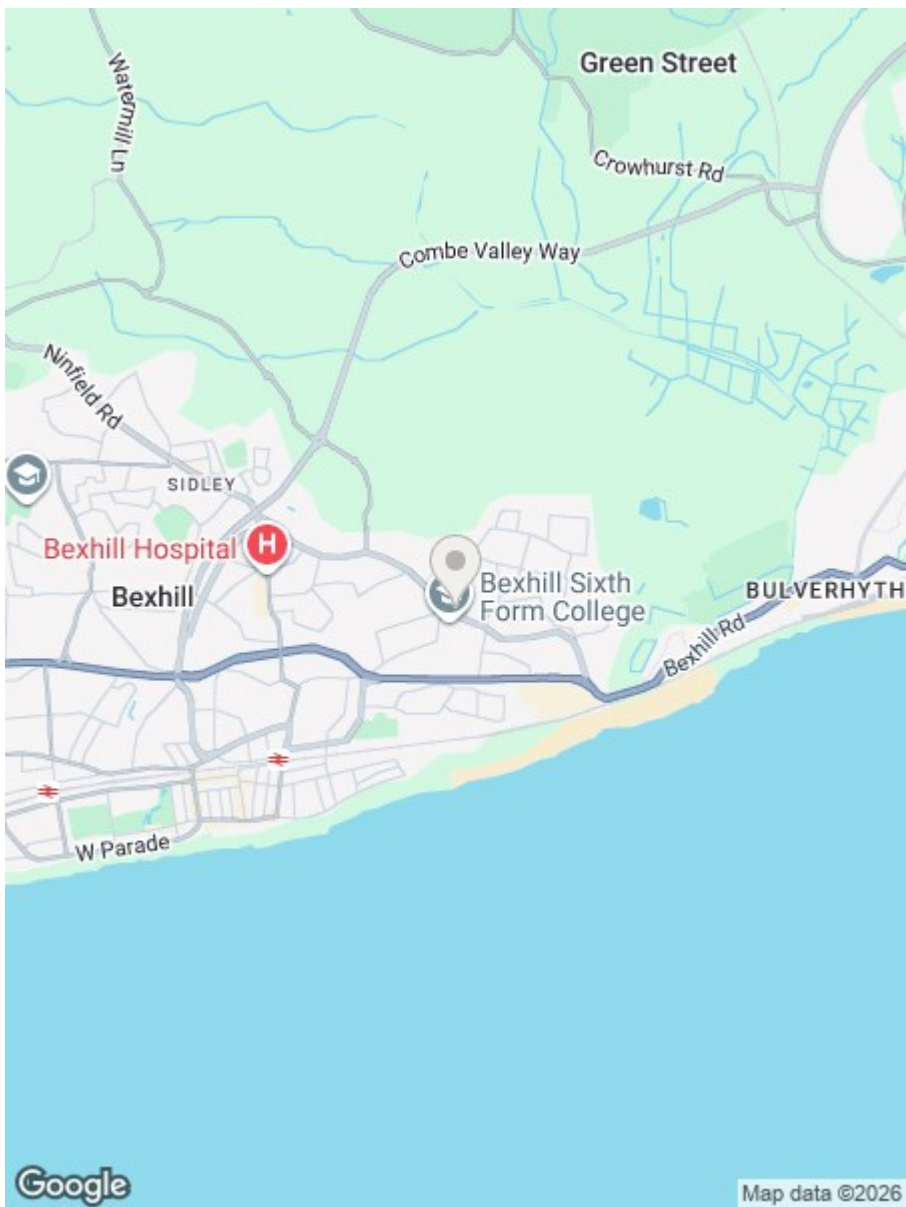 Green Street
Watermill Ln
Crowhurst Rd
Combe Valley Way
Ninfield Rd
SIDLEY
H
Bexhill Hospital
Bexhill
Bexhill Sixth
Form College
BULVERHYTH
Bexhill Rd
W Parade
Google
Map data ©2026